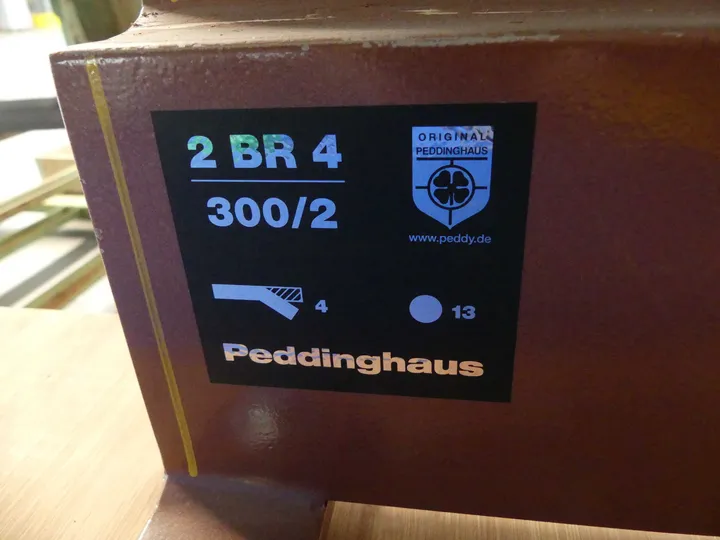 2 BR 4
300/2
ORIGINAL
PEDDINGHAUS
www.peddy.de
4
13
Peddinghaus